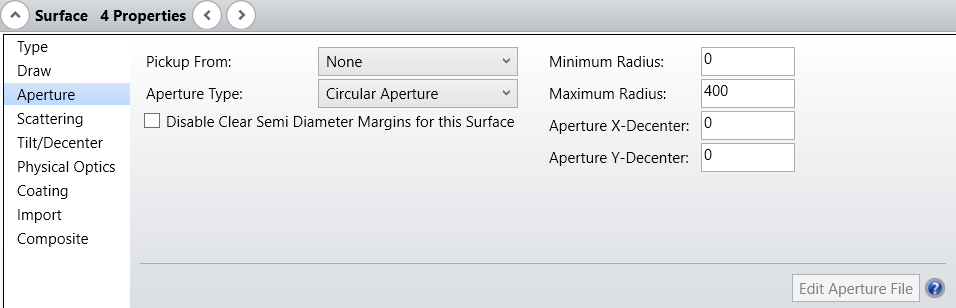 Surface 4 Properties
Type
Draw
Aperture
Scattering
Tilt/Decenter
Physical Optics
Coating
Import
Composite
Pickup From: None
Aperture Type: Circular Aperture
Disable Clear Semi Diameter Margins for this Surface
Minimum Radius: 0
Maximum Radius: 400
Aperture X-Decenter: 0
Aperture Y-Decenter: 0
Edit Aperture File ?